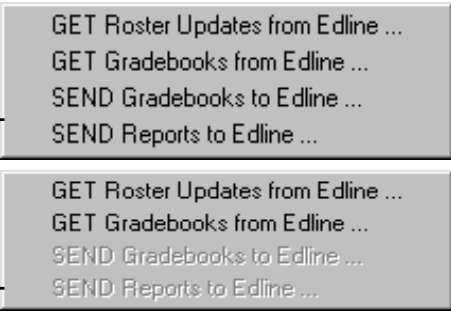 GET Roster Updates from Edline ...
GET Gradebooks from Edline ...
SEND Gradebooks to Edline ...
SEND Reports to Edline ...
GET Roster Updates from Edline ...
GET Gradebooks from Edline ...
SEND Gradebooks to Edline ...
SEND Reports to Edline ...